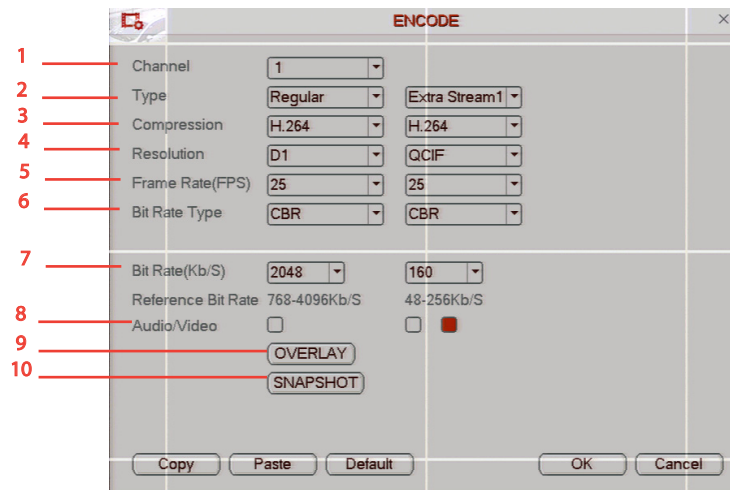 ENCODE ×
1 Channel 1
2 Type Regular Extra Stream1
3 Compression H.264 H.264
4 Resolution D1 QCIF
5 Frame Rate(FPS) 25 25
6 Bit Rate Type CBR CBR
7 Bit Rate(Kb/S) 2048 160
Reference Bit Rate 768-4096Kb/S 48-256Kb/S
8 Audio/Video
9 OVERLAY
10 SNAPSHOT
Copy Paste Default OK Cancel